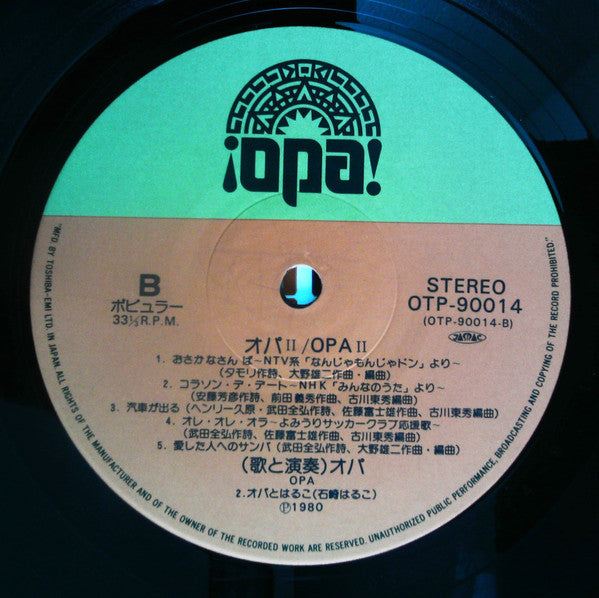 ¡opa!
B
ポピュラー
33⅓R.P.M.
STEREO
OTP-90014
(OTP-90014-B)
JASRAC
オパII/OPAII
1. おさかなさん ば~NTV系「なんじゃもんじゃドン」より~
(タモリ作詩、大野雄二作曲・編曲)
2. コラソン・デ・デート~NHK「みんなのうた」より~
(安藤芳彦作詩、前田義秀作曲、古川東秀編曲)
3. 汽車が出る(ヘンリー久原・武田全弘作詩、佐藤富士雄作曲、古川東秀編曲)
4. オレ・オレ・オラ~よみうりサッカークラブ応援歌~
(武田全弘作詩、佐藤富士雄作曲、古川東秀編曲)
5. 愛した人へのサンバ(武田全弘作詩、大野雄二作曲・編曲)
(歌と演奏)オパ
OPA
2.オパとはるこ(石崎はるこ)
Ⓟ1980
"MFD. BY TOSHIBA-EMI LTD. IN JAPAN ALL RIGHTS OF THE MANUFACTURER AND OF THE OWNER OF THE RECORDED WORK ARE RESERVED. UNAUTHORIZED PUBLIC PERFORMANCE, BROADCASTING AND COPYING OF THE RECORD PROHIBITED."